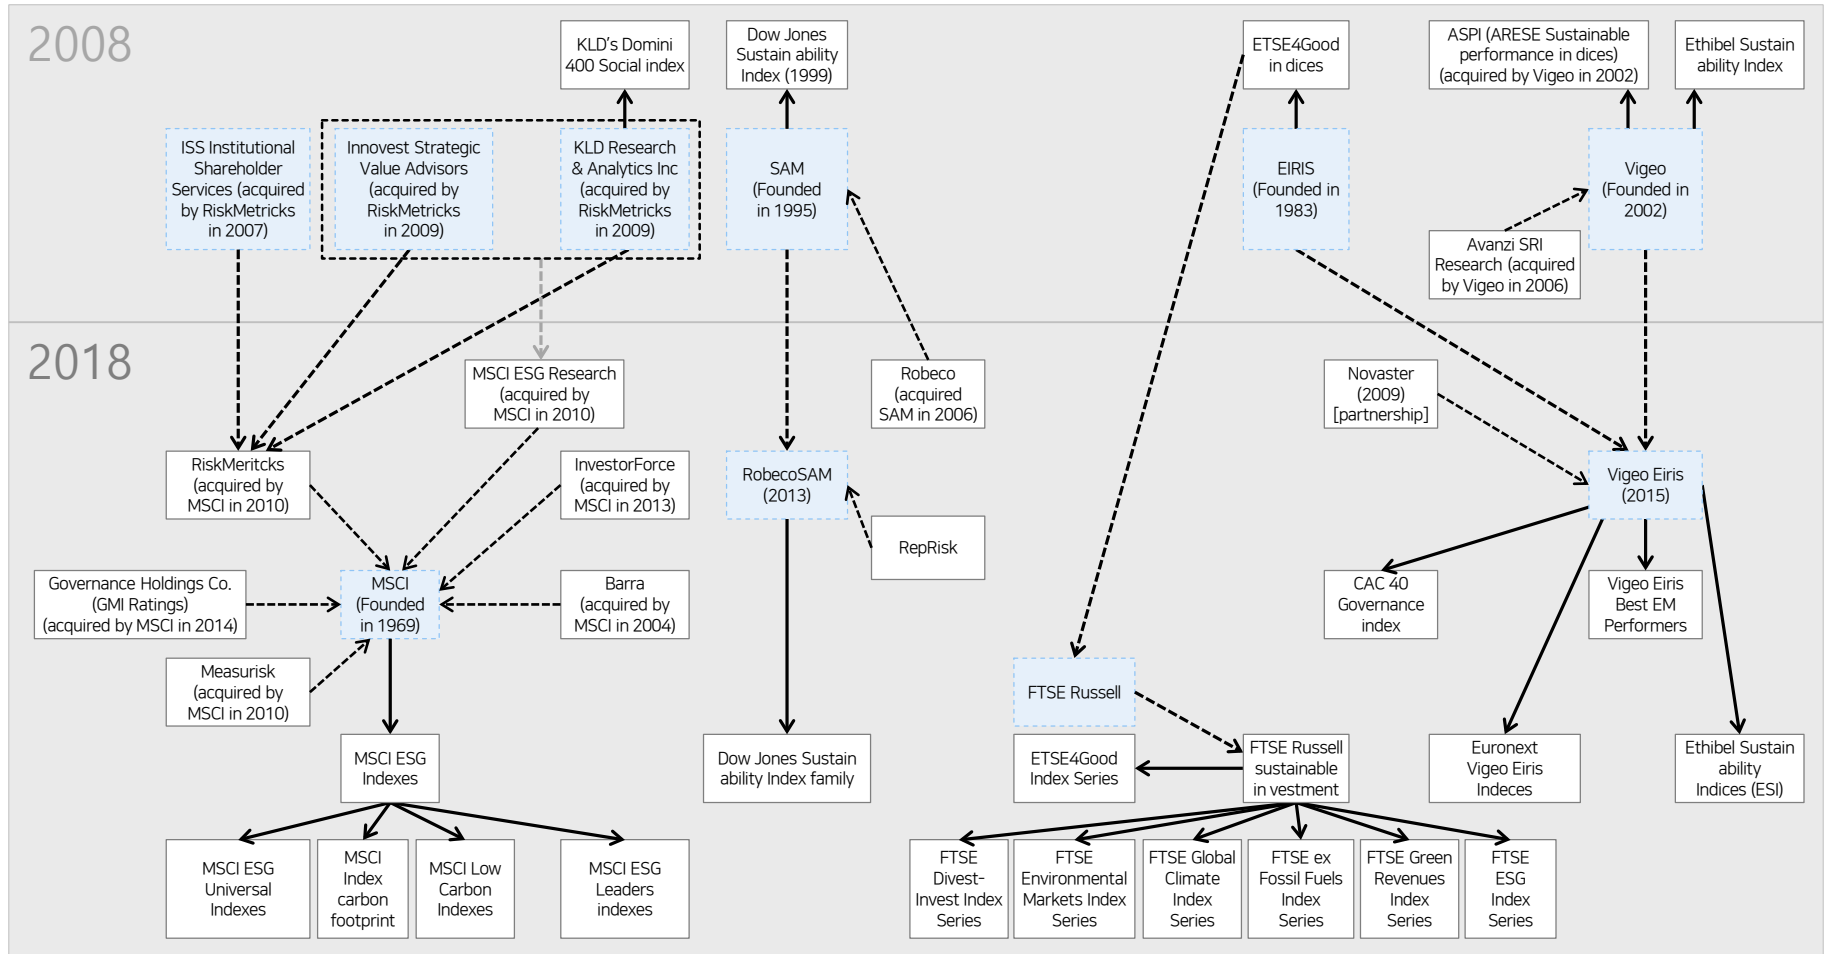 2008
KLD's Domini
400 Social index
Dow Jones
Sustain ability
Index (1999)
ETSE4Good
in dices
ASPI (ARESE Sustainable
performance in dices)
(acquired by Vigeo in 2002)
Ethibel Sustain
ability Index
ISS Institutional
Shareholder
Services (acquired
by RiskMetricks
in 2007)
Innovest Strategic
Value Advisors
(acquired by
RiskMetricks
in 2009)
KLD Research
& Analytics Inc
(acquired by
RiskMetricks
in 2009)
SAM
(Founded
in 1995)
EIRIS
(Founded in
1983)
Vigeo
(Founded in
2002)
Avanzi SRI
Research (acquired
by Vigeo in 2006)
2018
MSCI ESG Research
(acquired by
MSCI in 2010)
Robeco
(acquired
SAM in 2006)
Novaster
(2009)
[partnership]
RiskMeritcks
(acquired by
MSCI in 2010)
InvestorForce
(acquired by
MSCI in 2013)
RobecoSAM
(2013)
Vigeo Eiris
(2015)
RepRisk
Governance Holdings Co.
(GMI Ratings)
(acquired by MSCI in 2014)
MSCI
(Founded
in 1969)
Barra
(acquired by
MSCI in 2004)
CAC 40
Governance
index
Vigeo Eiris
Best EM
Performers
Measurisk
(acquired by
MSCI in 2010)
FTSE Russell
MSCI ESG
Indexes
Dow Jones Sustain
ability Index family
ETSE4Good
Index Series
FTSE Russell
sustainable
in vestment
Euronext
Vigeo Eiris
Indeces
Ethibel Sustain
ability
Indices (ESI)
MSCI ESG
Universal
Indexes
MSCI
Index
carbon
footprint
MSCI Low
Carbon
Indexes
MSCI ESG
Leaders
indexes
FTSE
Divest-
Invest Index
Series
FTSE
Environmental
Markets Index
Series
FTSE Global
Climate
Index
Series
FTSE ex
Fossil Fuels
Index
Series
FTSE Green
Revenues
Index
Series
FTSE
ESG
Index
Series